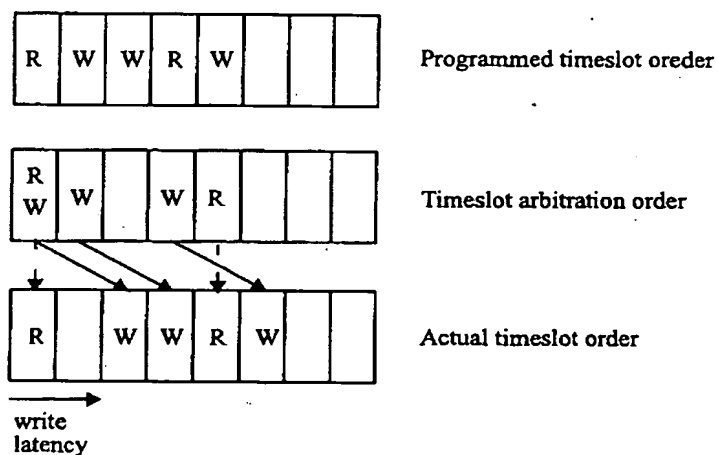 R W W R W
Programmed timeslot oreder
R
W
W W R
Timeslot arbitration order
R W W R W
Actual timeslot order
write
latency